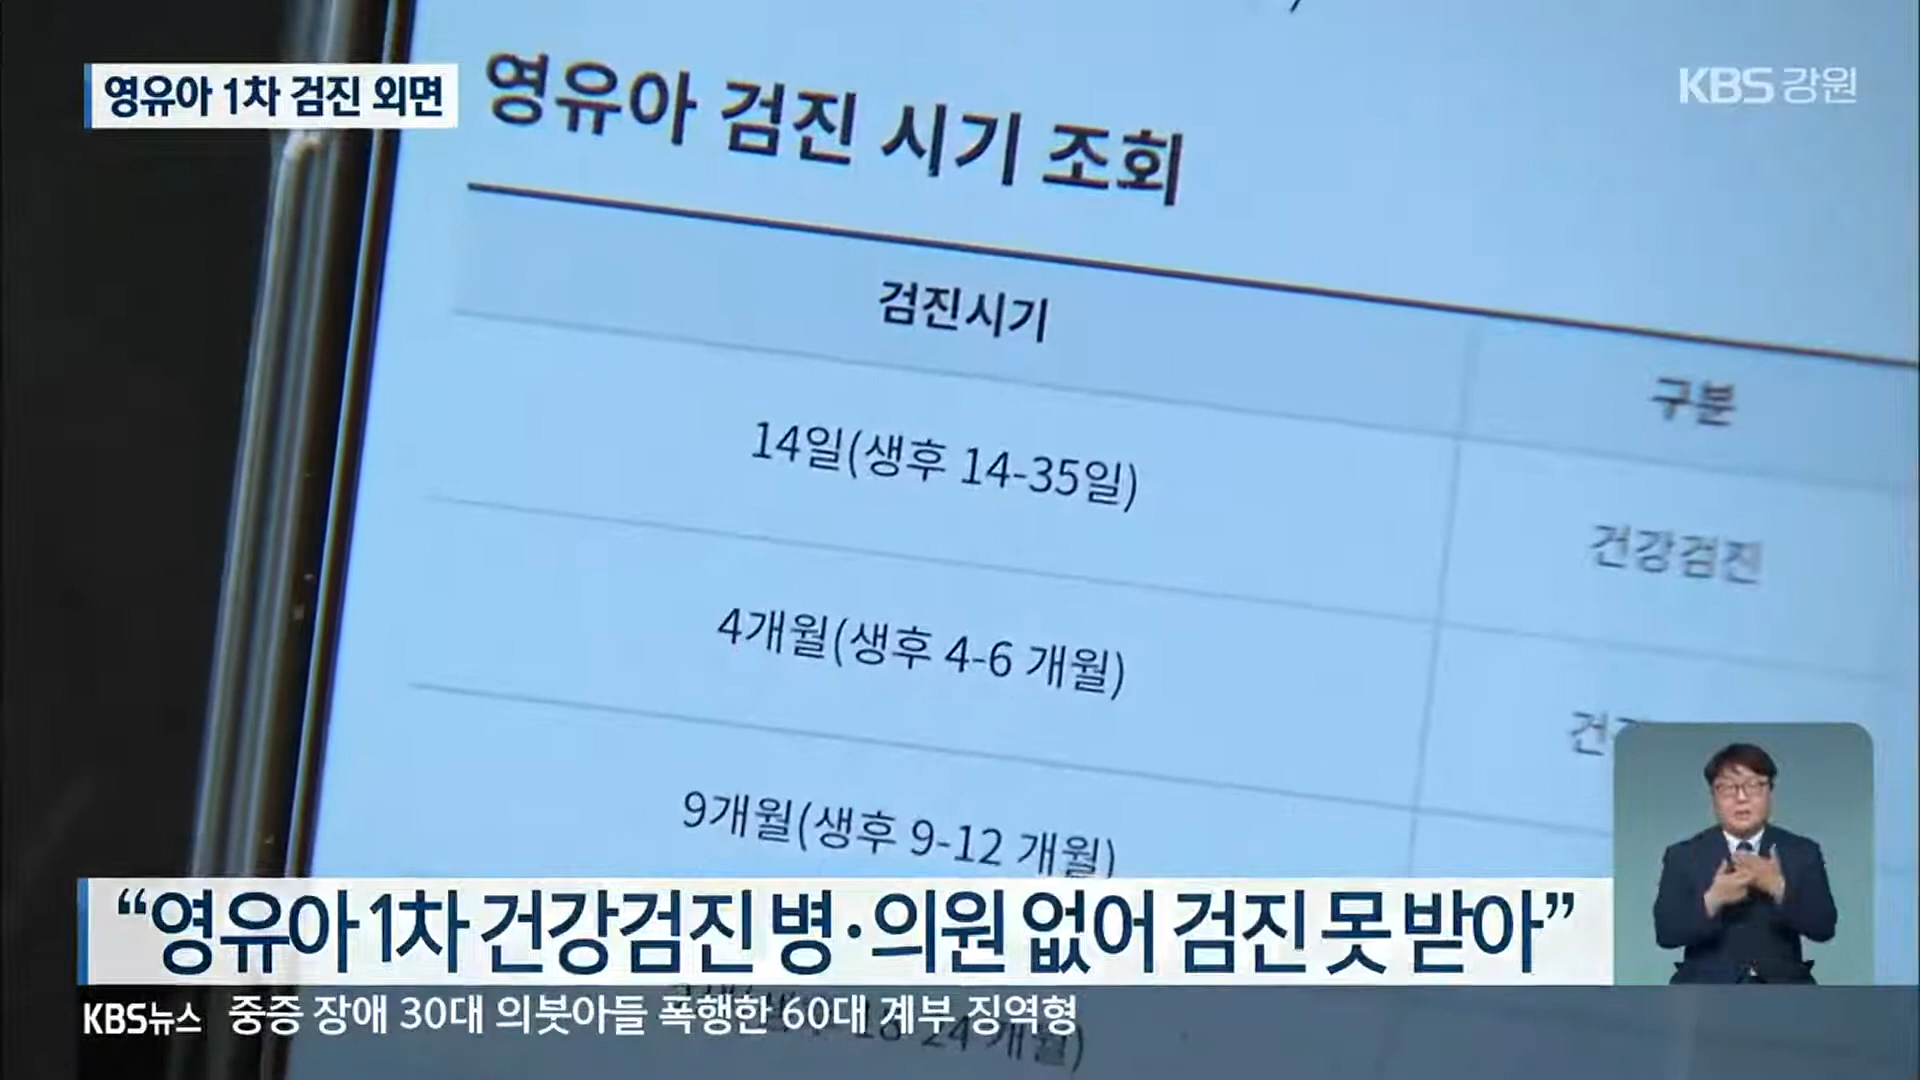 영유아 1차 검진 외면
KBS 강원
영유아 검진 시기 조회
검진시기
구분
14일(생후 14-35일)
건강검진
4개월(생후 4-6 개월)
9개월(생후 9-12 개월)
“영유아 1차 건강검진 병·의원 없어 검진 못 받아”
KBS뉴스 중증 장애 30대 의붓아들 폭행한 60대 계부 징역형